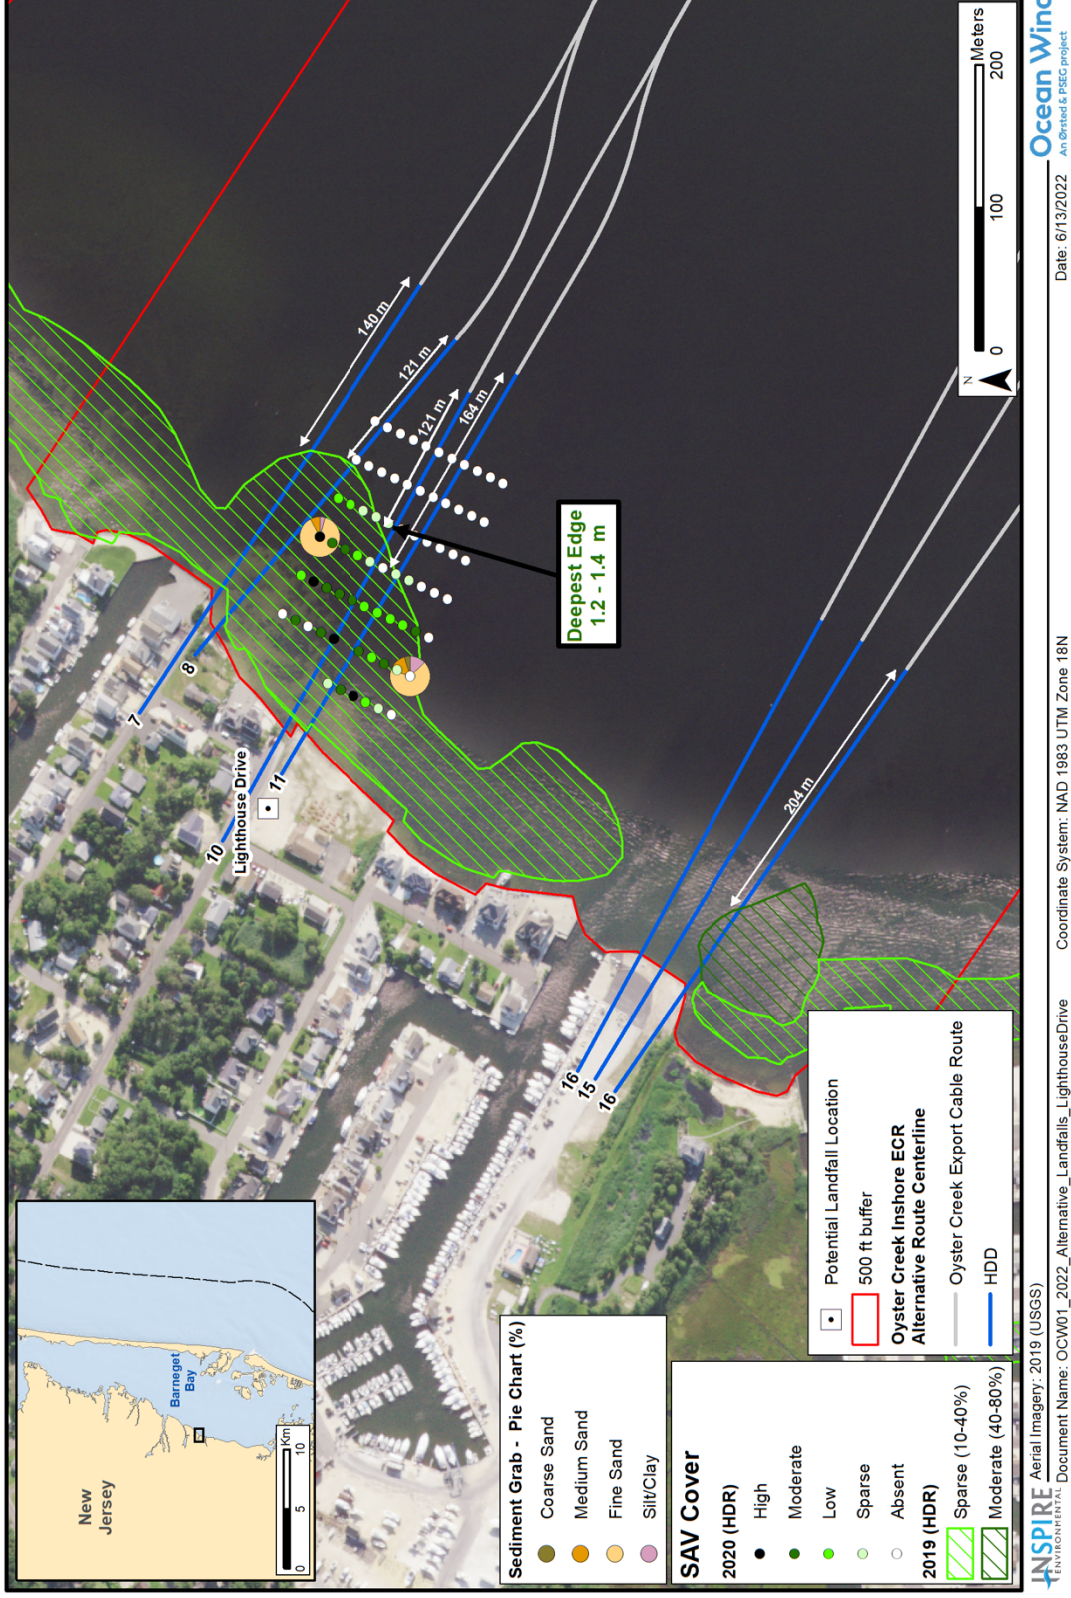 New
Jersey
Barneget
Bay
0
5
10
Km
7
8
10
Lighthouse Drive
11
140 m
121 m
121 m
164 m
Deepest Edge
1.2 - 1.4 m
204 m
16
15
16
N
0
100
200
Meters
Sediment Grab - Pie Chart (%)
Coarse Sand
Medium Sand
Fine Sand
Silt/Clay
SAV Cover
2020 (HDR)
High
Moderate
Low
Sparse
Absent
2019 (HDR)
Sparse (10-40%)
Moderate (40-80%)
Potential Landfall Location
500 ft buffer
Oyster Creek Inshore ECR
Alternative Route Centerline
Oyster Creek Export Cable Route
HDD
INSPIRE
ENVIRONMENTAL
Aerial Imagery: 2019 (USGS)
Document Name: OCW01_2022_Alternative_Landfalls_LighthouseDrive
Coordinate System: NAD 1983 UTM Zone 18N
Date: 6/13/2022
Ocean Wind
An Ørsted & PSEG project